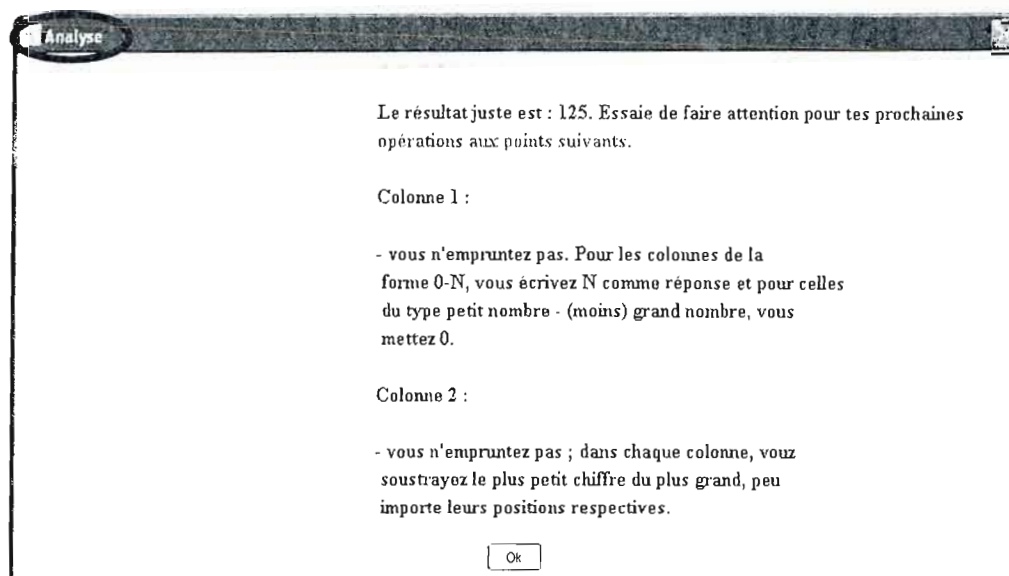 Analyse
Le résultat juste est : 125. Essaie de faire attention pour tes prochaines
opérations aux points suivants.
Colonne 1 :
- vous n'empruntez pas. Pour les colonnes de la
forme 0-N, vous écrivez N comme réponse et pour celles
du type petit nombre - (moins) grand nombre, vous
mettez 0.
Colonne 2 :
- vous n'empruntez pas ; dans chaque colonne, vouz
soustrayez le plus petit chiffre du plus grand, peu
importe leurs positions respectives.
Ok